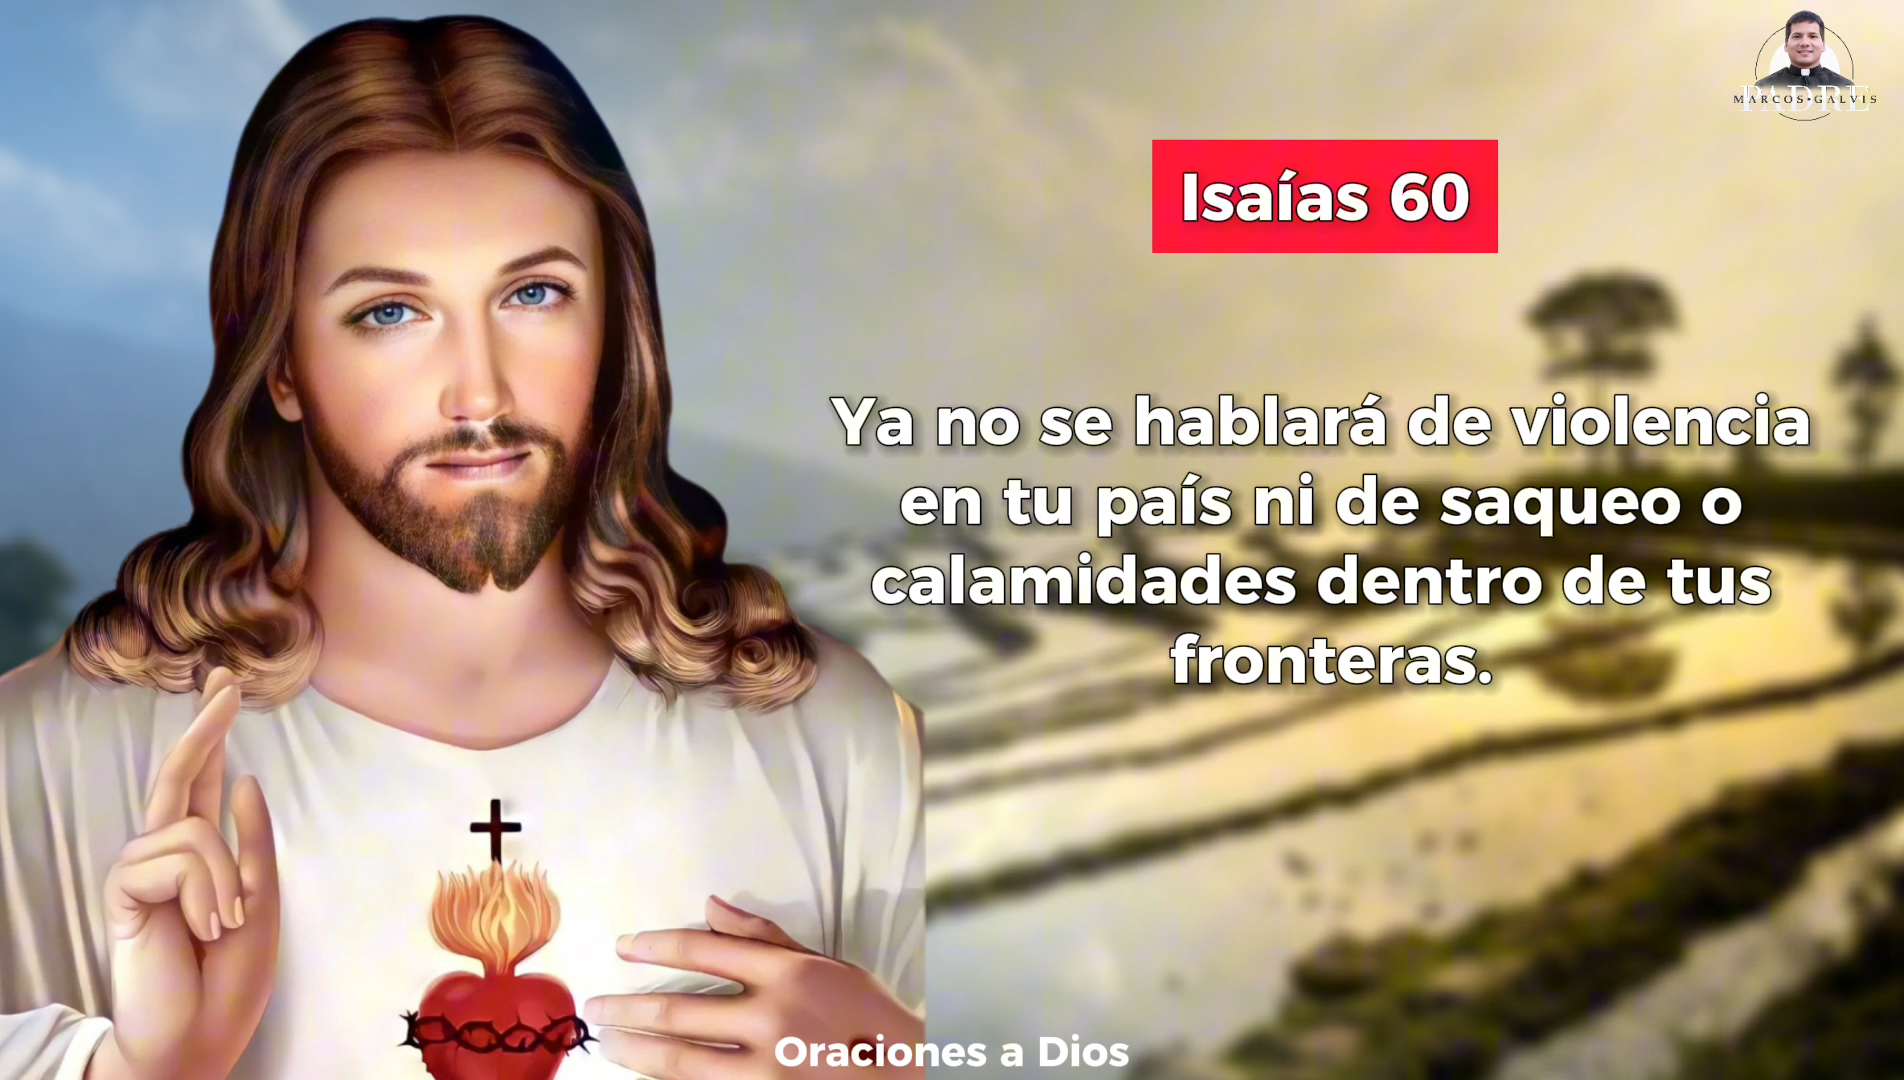 PADRE
MARCOS•GALVIS
Isaías 60
Ya no se hablará de violencia
en tu país ni de saqueo o
calamidades dentro de tus
fronteras.
Oraciones a Dios